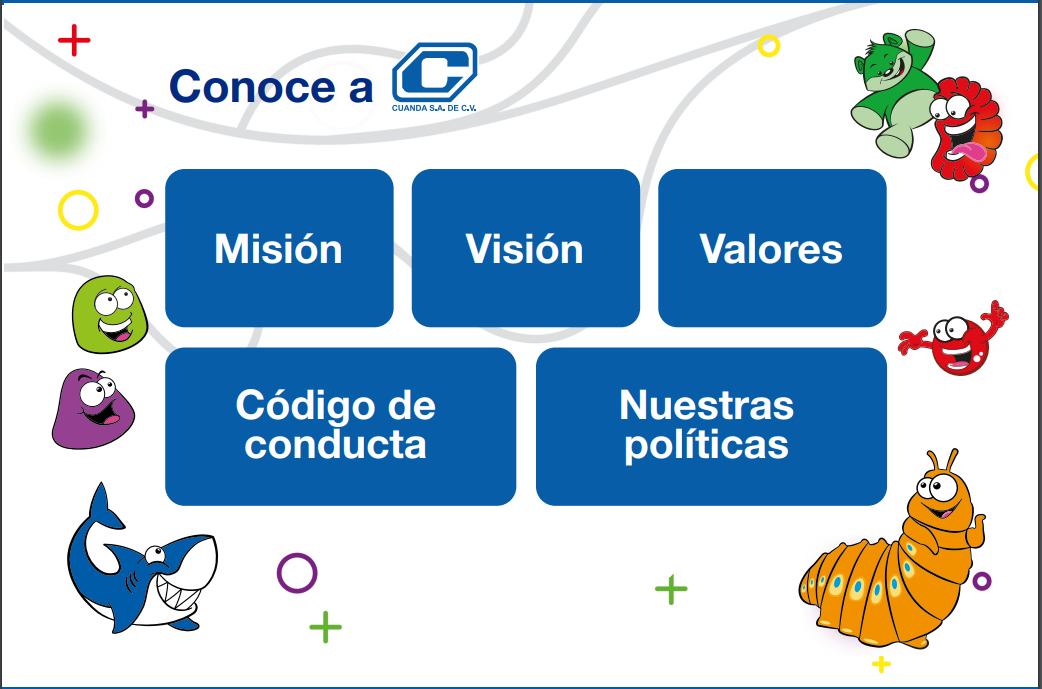 Conoce a
CUANDA S.A. DE C.V.
Misión
Visión
Valores
Código de
conducta
Nuestras
políticas